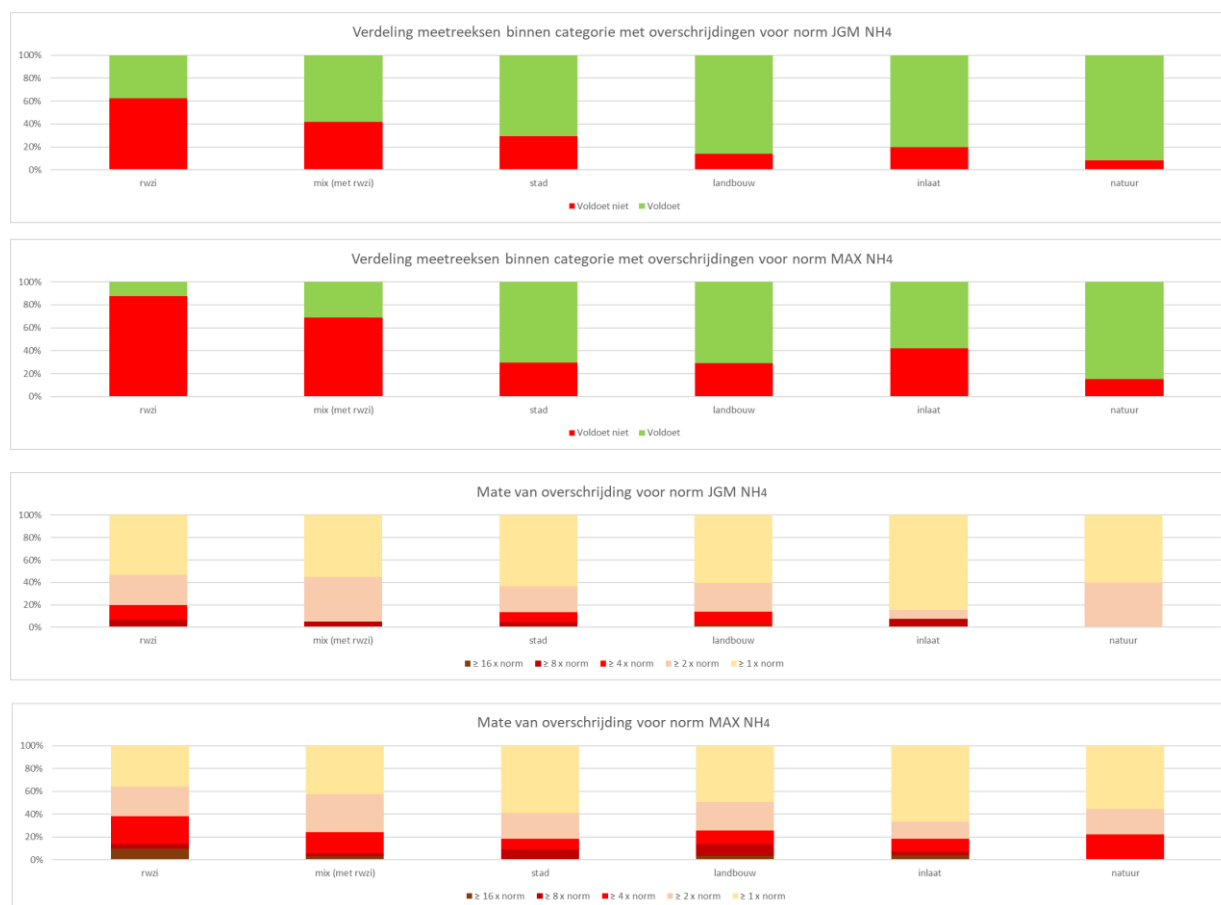 Verdeling meetreeksen binnen categorie met overschrijdingen voor norm JGM NH4
100%
80%
60%
40%
20%
0%
rwzi mix (met rwzi) stad landbouw inlaat natuur
Voldoet niet Voldoet
Verdeling meetreeksen binnen categorie met overschrijdingen voor norm MAX NH4
100%
80%
60%
40%
20%
0%
rwzi mix (met rwzi) stad landbouw inlaat natuur
Voldoet niet Voldoet
Mate van overschrijding voor norm JGM NH4
100%
80%
60%
40%
20%
0%
rwzi mix (met rwzi) stad landbouw inlaat natuur
≥ 16 x norm ≥ 8 x norm ≥ 4 x norm ≥ 2 x norm ≥ 1 x norm
Mate van overschrijding voor norm MAX NH4
100%
80%
60%
40%
20%
0%
rwzi mix (met rwzi) stad landbouw inlaat natuur
≥ 16 x norm ≥ 8 x norm ≥ 4 x norm ≥ 2 x norm ≥ 1 x norm